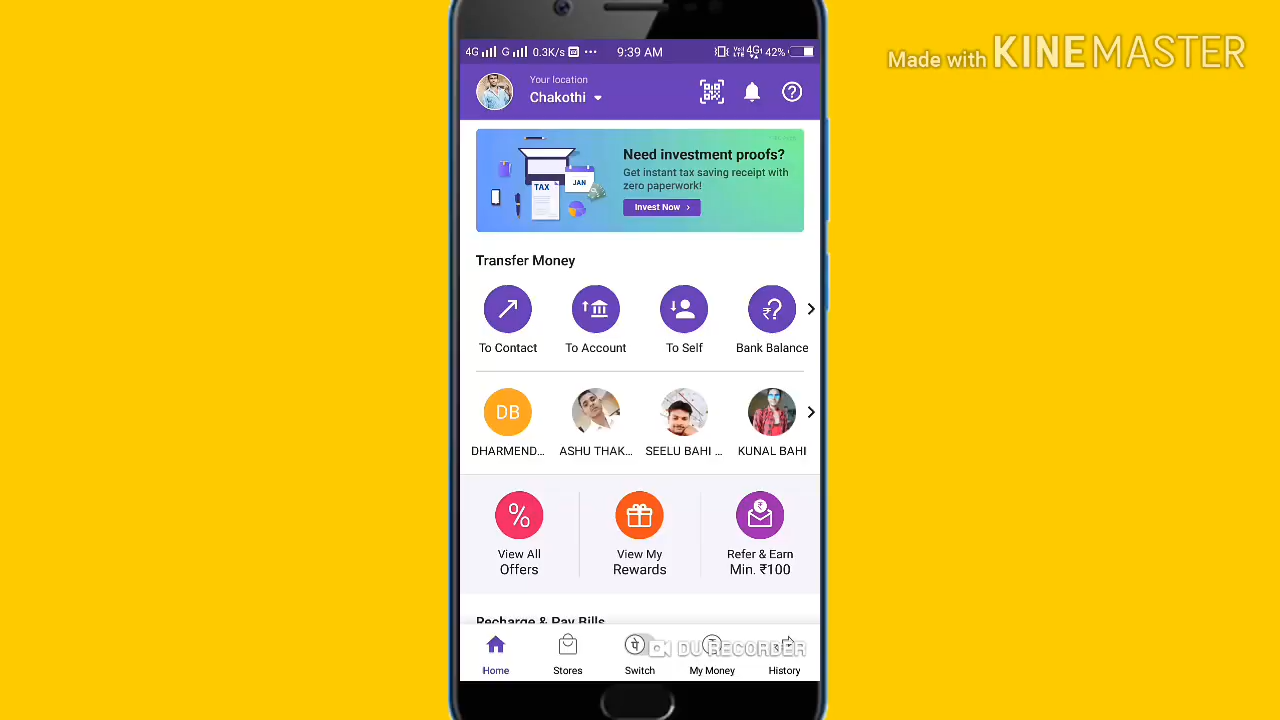 Made with KINEMASTER
4G G 0.3K/s 9:39 AM 4G 42%
Your location
Chakothi
Need investment proofs?
Get instant tax saving receipt with
zero paperwork!
Invest Now
TAX
JAN
Transfer Money
To Contact To Account To Self Bank Balance
DB
DHARMEND... ASHU THAK... SEELU BAHI ... KUNAL BAHI
View All
Offers
View My
Rewards
Refer & Earn
Min. ₹100
Recharge & Pay Bills
DU RECORDER
Home Stores Switch My Money History